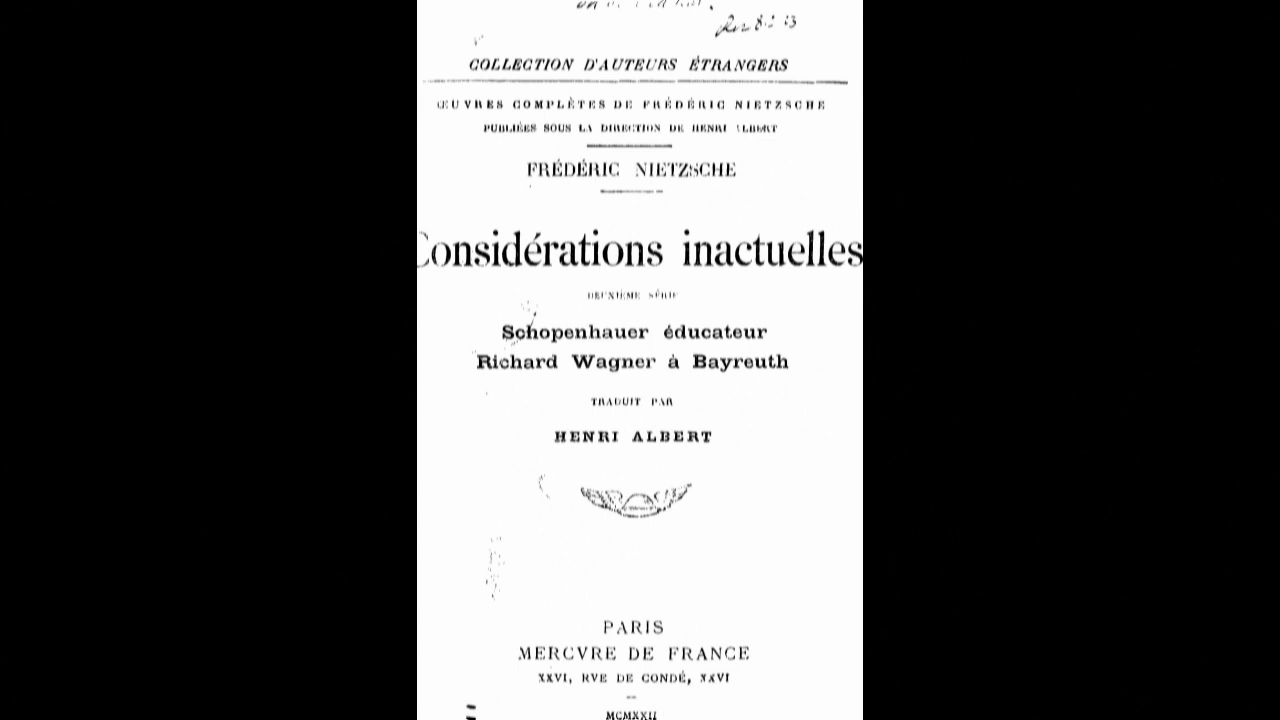 COLLECTION D'AUTEURS ÉTRANGERS
ŒUVRES COMPLÈTES DE FRÉDÉRIC NIETZSCHE
PUBLIÉES SOUS LA DIRECTION DE HENRI ALBERT
FRÉDÉRIC NIETZSCHE
Considérations inactuelles
DEUXIÈME SÉRIE
Schopenhauer éducateur
Richard Wagner à Bayreuth
TRADUIT PAR
HENRI ALBERT
PARIS
MERCVRE DE FRANCE
XXVI, RVE DE CONDÉ, XXVI
MCMXXII